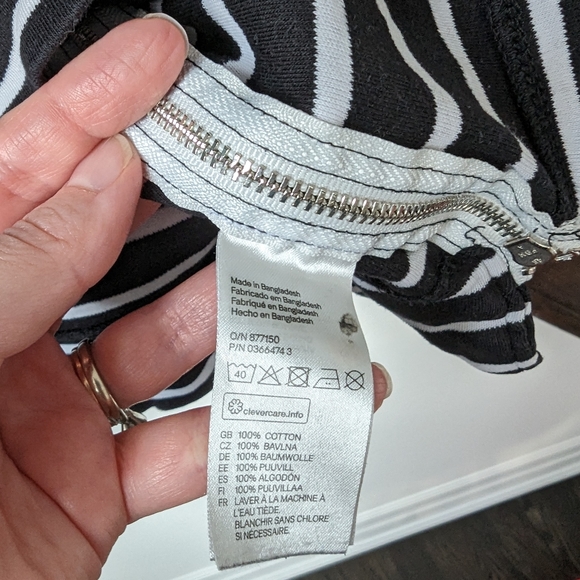 Made in Bangladesh
Fabricado em Bangladesh
Fabriqué en Bangladesh
Hecho en Bangladesh
O/N 877150
P/N 0366474 3
40
clevercare.info
GB 100% COTTON
CZ 100% BAVLNA
DE 100% BAUMWOLLE
EE 100% PUUVILL
ES 100% ALGODÓN
FI 100% PUUVILLAA
FR LAVER À LA MACHINE À
L'EAU TIÈDE.
BLANCHIR SANS CHLORE
SI NÉCESSAIRE.